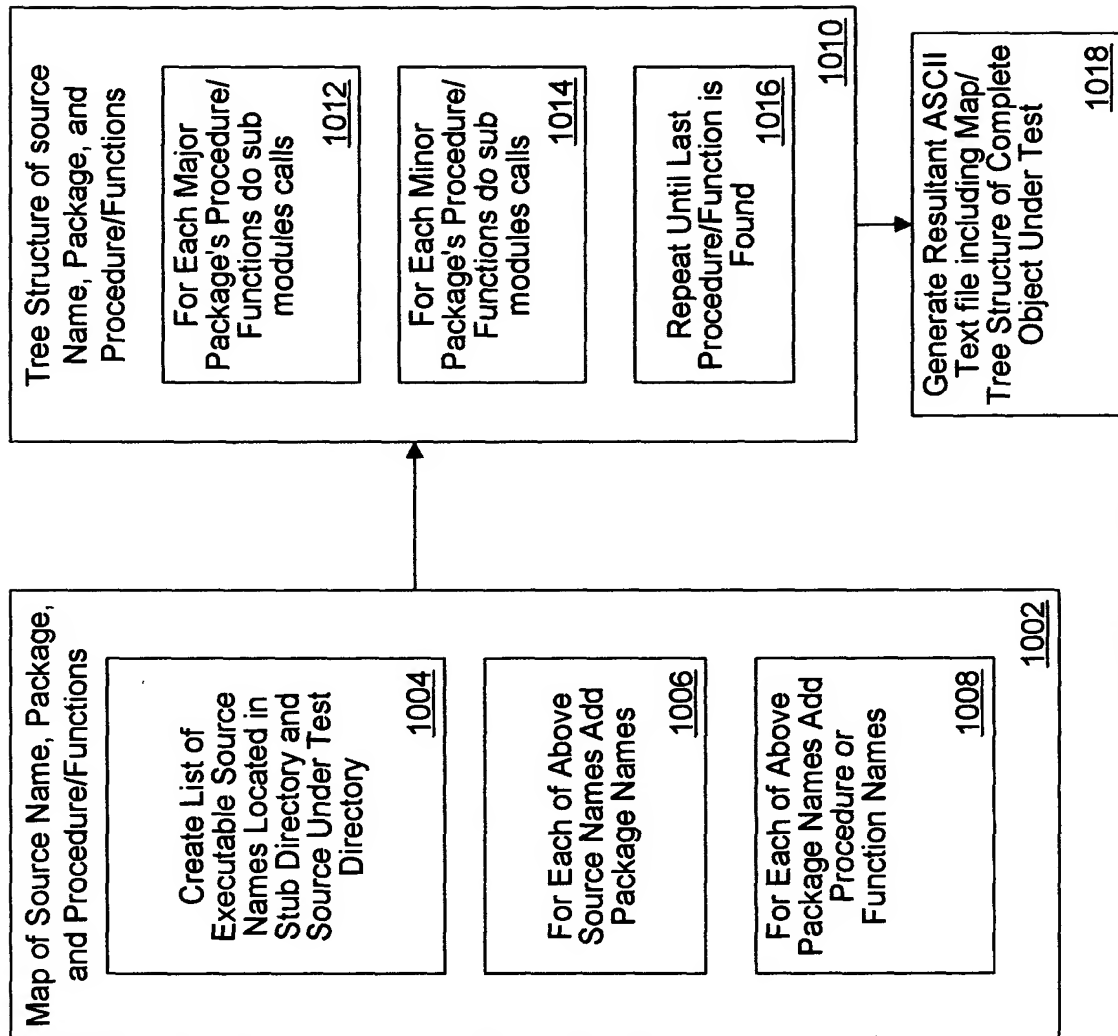 Map of Source Name, Package,
and Procedure/Functions
Create List of
Executable Source
Names Located in
Stub Directory and
Source Under Test
Directory
1004
For Each of Above
Source Names Add
Package Names
1006
For Each of Above
Package Names Add
Procedure or
Function Names
1008
1002
Tree Structure of source
Name, Package, and
Procedure/Functions
For Each Major
Package's Procedure/
Functions do sub
modules calls
1012
For Each Minor
Package's Procedure/
Functions do sub
modules calls
1014
Repeat Until Last
Procedure/Function is
Found
1016
1010
Generate Resultant ASCII
Text file including Map/
Tree Structure of Complete
Object Under Test
1018